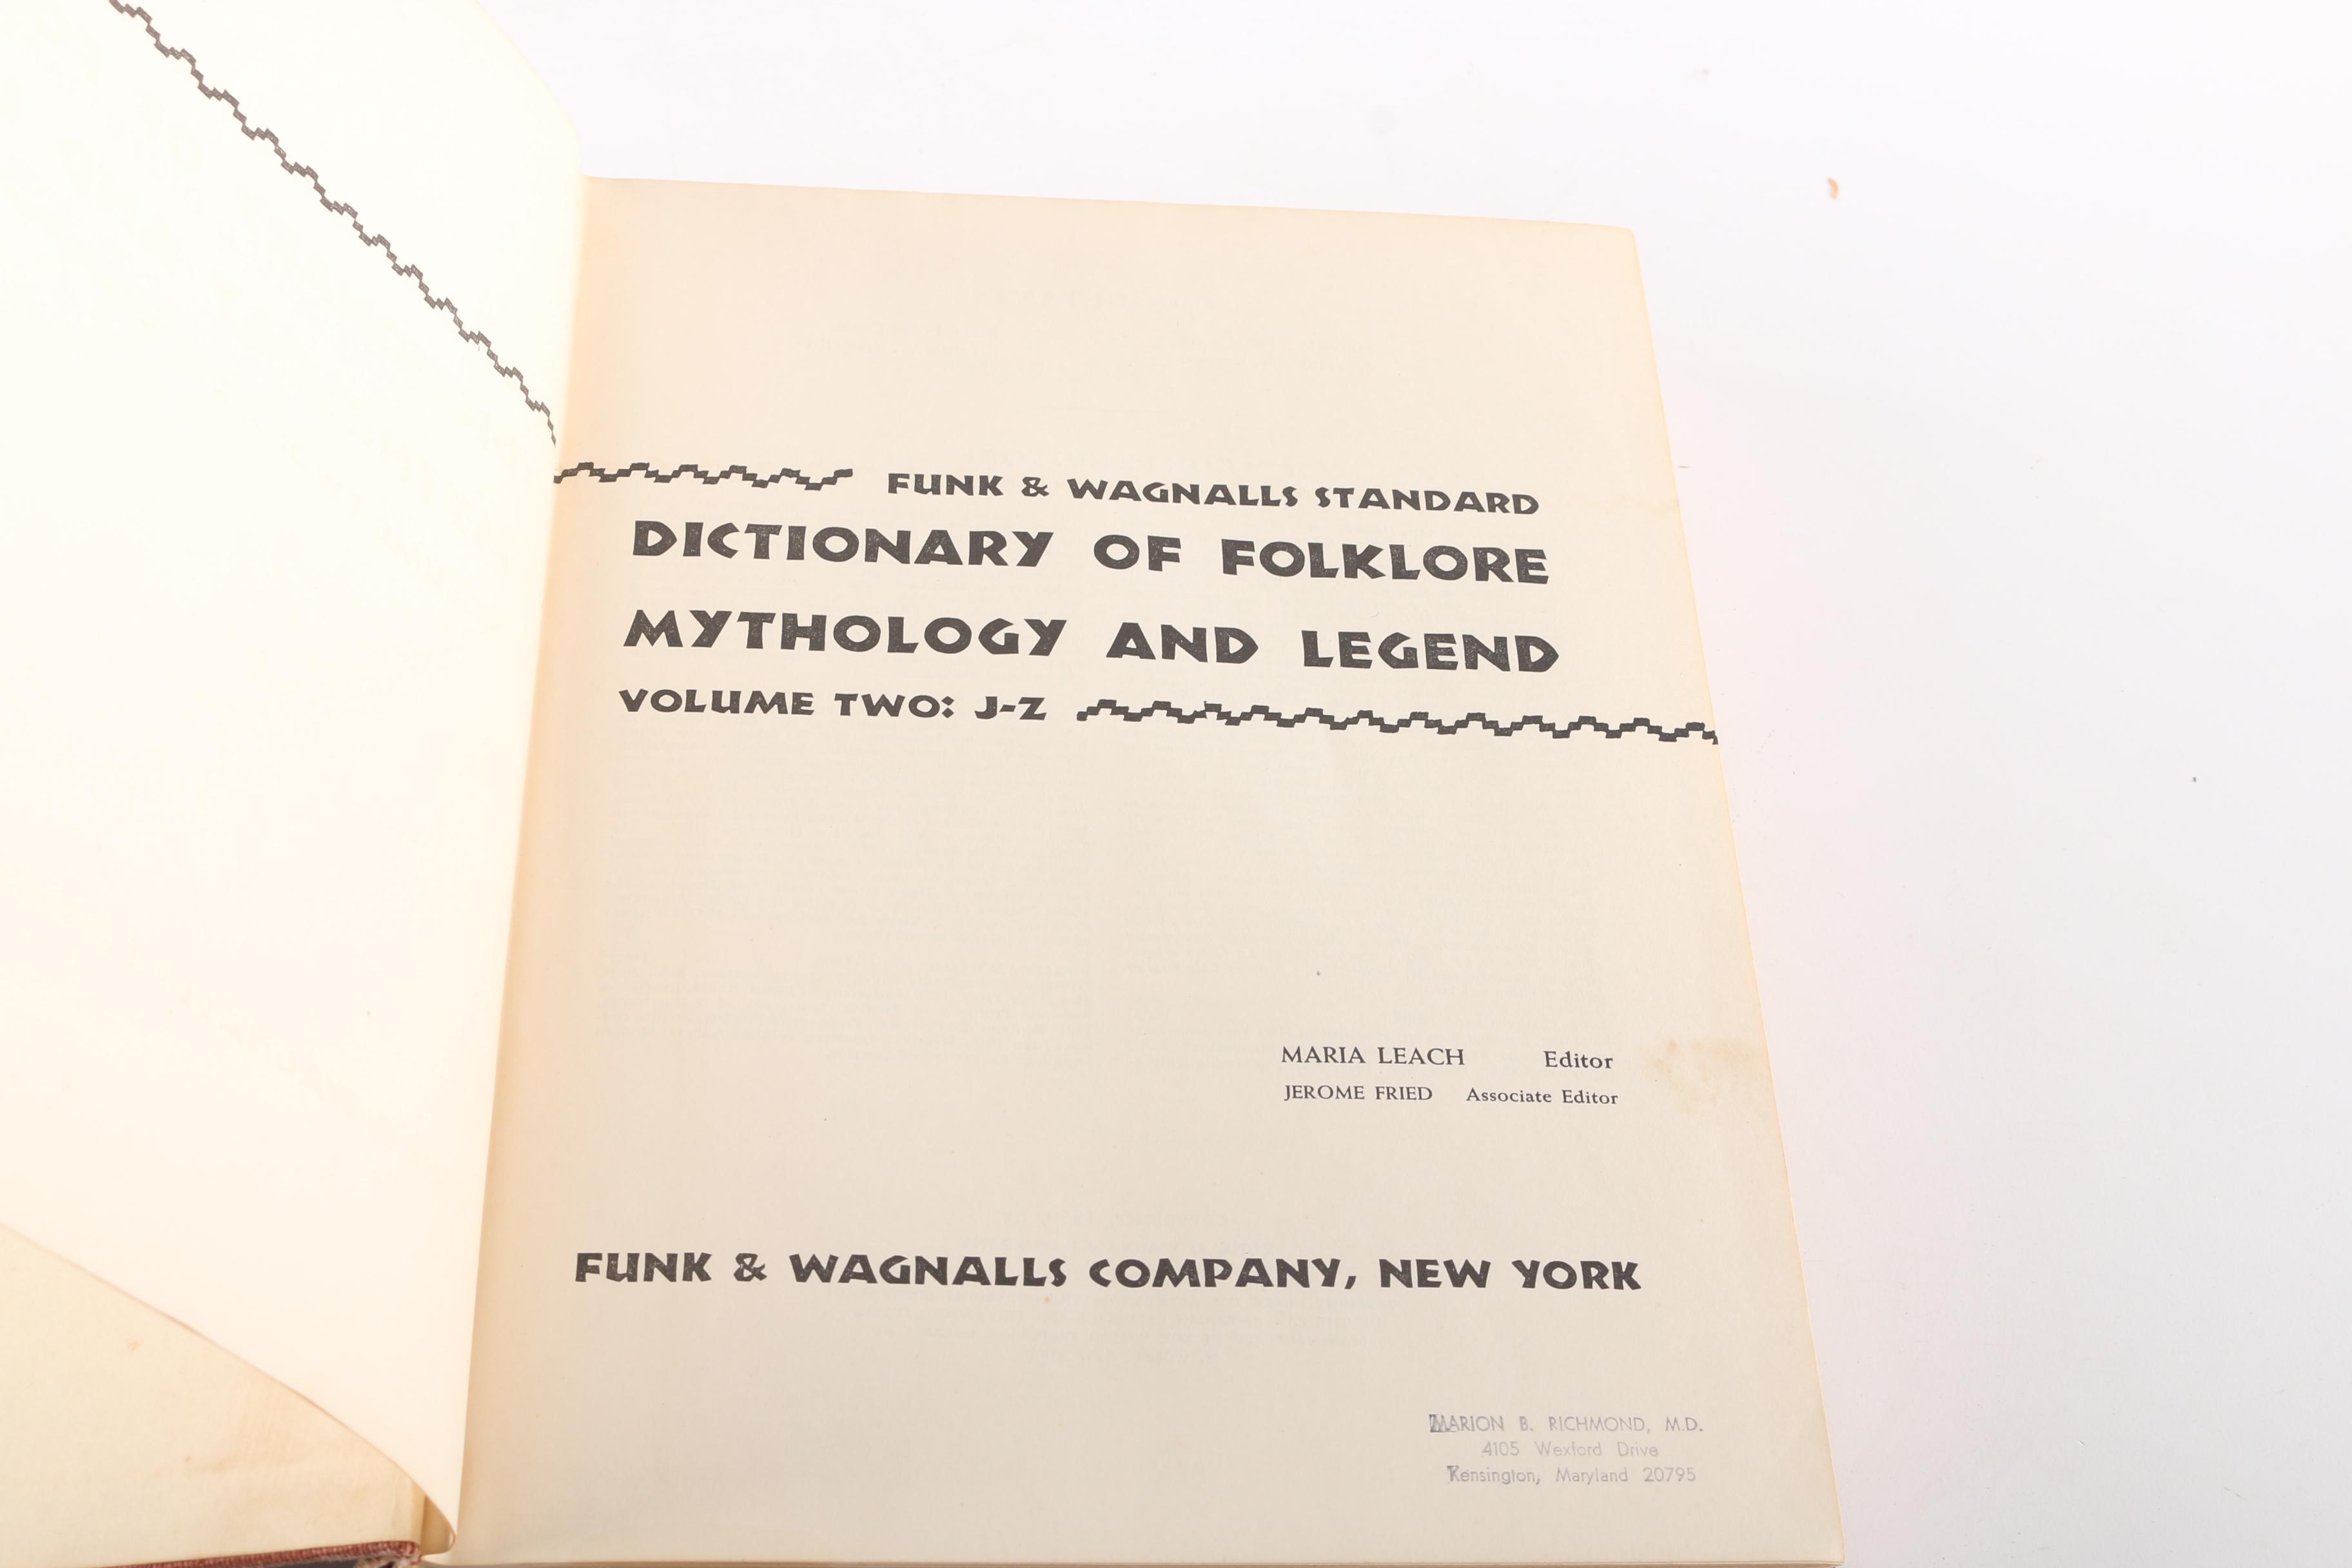 FUNK & WAGNALLS STANDARD
DICTIONARY OF FOLKLORE
MYTHOLOGY AND LEGEND
VOLUME TWO: J-Z
MARIA LEACH Editor
JEROME FRIED Associate Editor
FUNK & WAGNALLS COMPANY, NEW YORK
MARION B. RICHMOND, M.D.
4105 Wexford Drive
Kensington, Maryland 20795